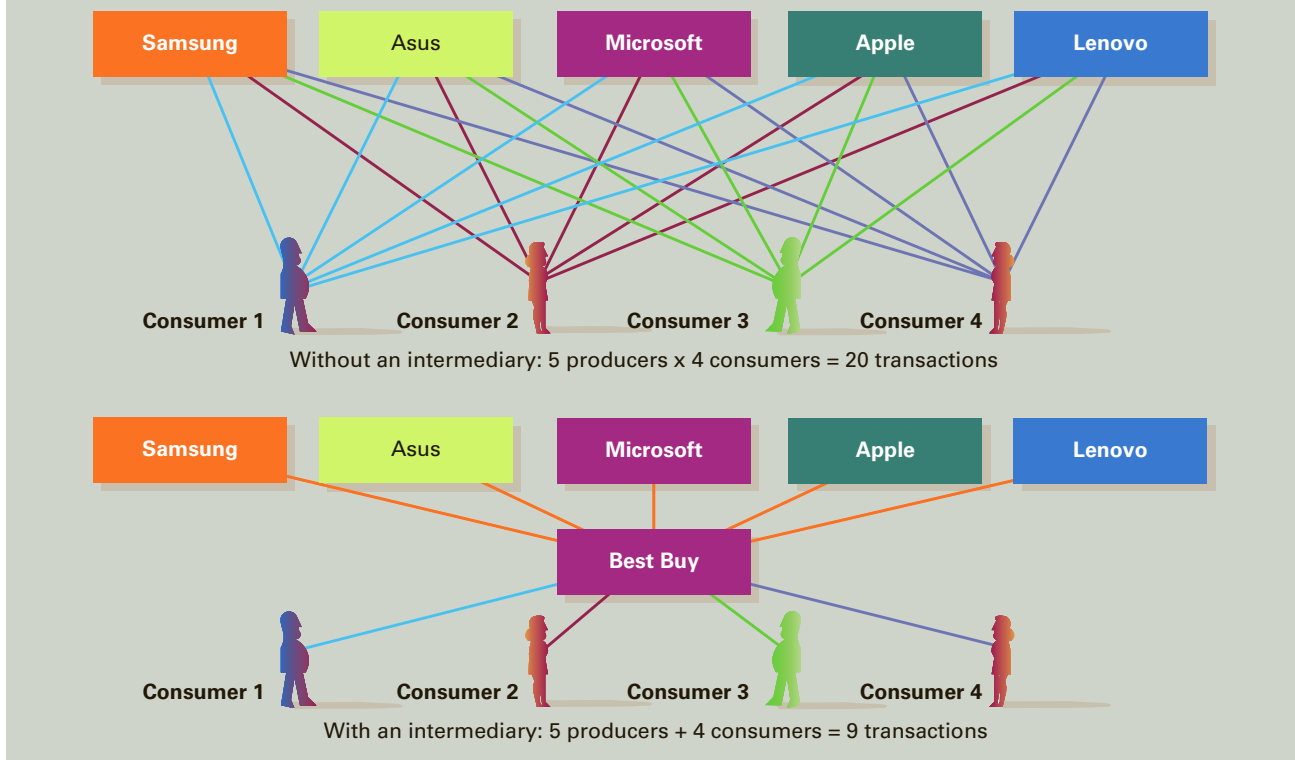 Samsung
Asus
Microsoft
Apple
Lenovo
Consumer 1
Consumer 2
Consumer 3
Consumer 4
Without an intermediary: 5 producers x 4 consumers = 20 transactions
Samsung
Asus
Microsoft
Apple
Lenovo
Best Buy
Consumer 1
Consumer 2
Consumer 3
Consumer 4
With an intermediary: 5 producers + 4 consumers = 9 transactions